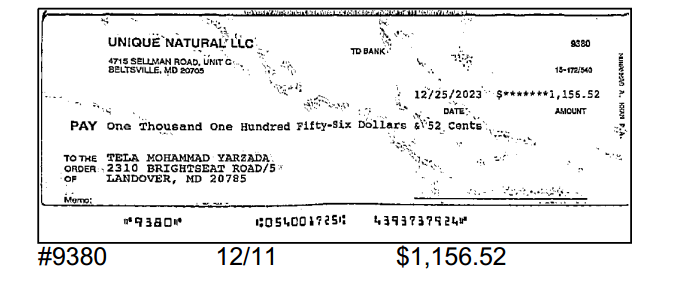 UNIQUE NATURAL LLC
4715 SELLMAN ROAD, UNIT C
BELTSVILLE, MD 20705
TD BANK
9380
15-172/540
12/25/2023 $*******1,156.52
DATE AMOUNT
PAY One Thousand One Hundred Fifty-Six Dollars & 52 Cents
TO THE TELA MOHAMMAD YARZADA
ORDER 2310 BRIGHTSEAT ROAD/5
OF LANDOVER, MD 20785
Memo:
⑈9380⑈ ⑆054001725⑆ 4393737924⑈
#9380 12/11 $1,156.52